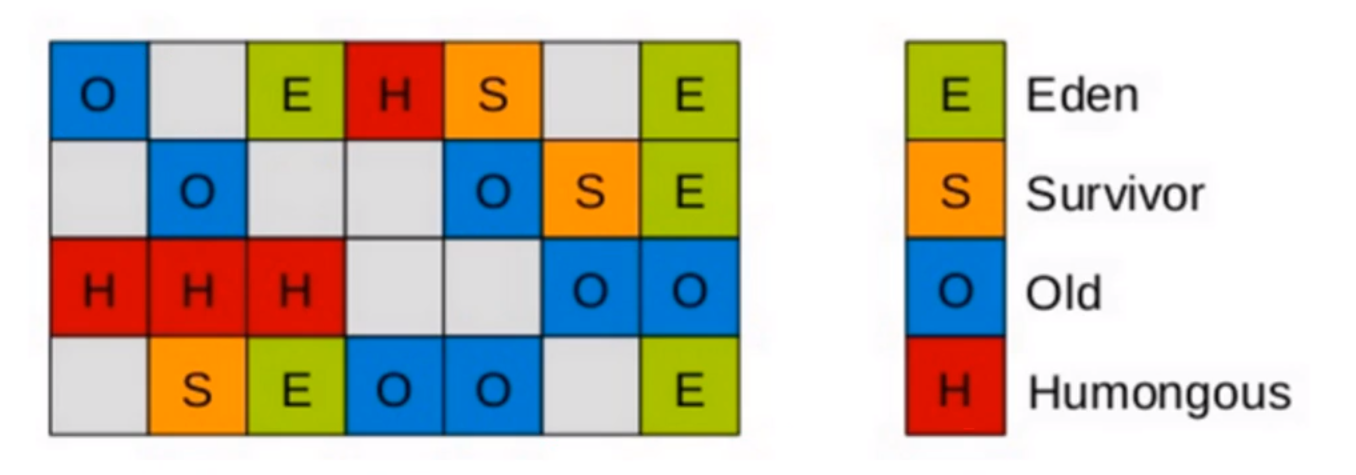 O E H S E
O O S E
H H H O O
S E O O E
E Eden
S Survivor
O Old
H Humongous